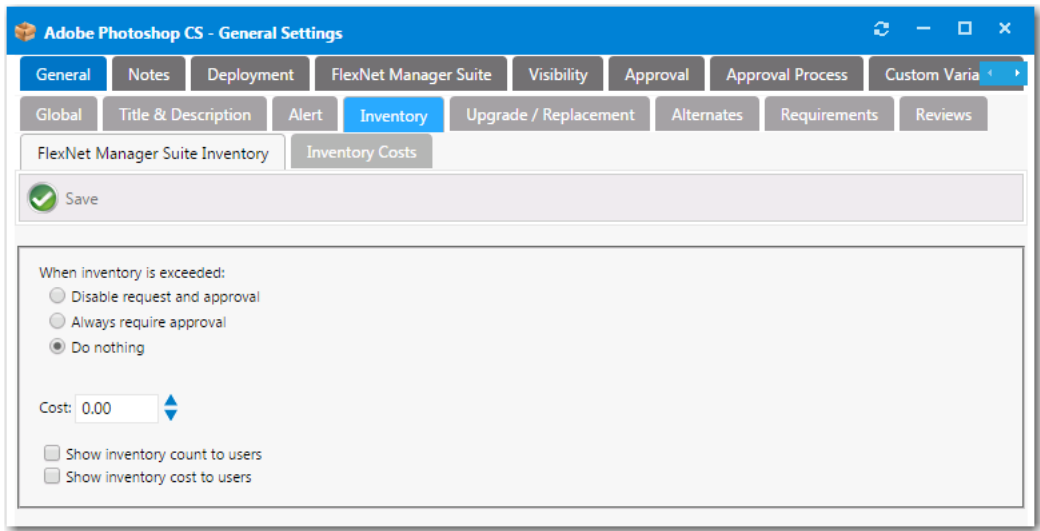 Adobe Photoshop CS - General Settings
General Notes Deployment FlexNet Manager Suite Visibility Approval Approval Process Custom Varia
Global Title & Description Alert Inventory Upgrade / Replacement Alternates Requirements Reviews
FlexNet Manager Suite Inventory Inventory Costs
Save
When inventory is exceeded:
Disable request and approval
Always require approval
Do nothing
Cost: 0.00
Show inventory count to users
Show inventory cost to users